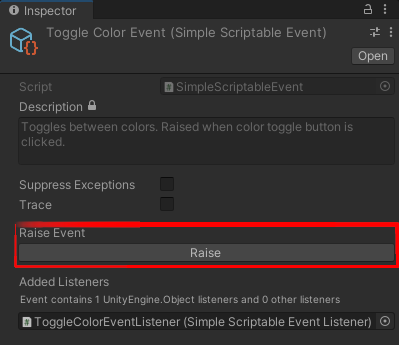 Inspector
Toggle Color Event (Simple Scriptable Event)
Open
Script
SimpleScriptableEvent
Description
Toggles between colors. Raised when color toggle button is
clicked.
Suppress Exceptions
Trace
Raise Event
Raise
Added Listeners
Event contains 1 UnityEngine.Object listeners and 0 other listeners
ToggleColorEventListener (Simple Scriptable Event Listener)